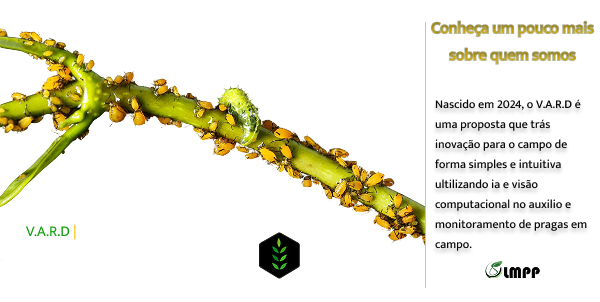 Conheça um pouco mais
sobre quem somos
Nascido em 2024, o V.A.R.D é
uma proposta que trás
inovação para o campo de
forma simples e intuitiva
ultilizando ia e visão
computacional no auxilio e
monitoramento de pragas em
campo.
V.A.R.D
LMPP